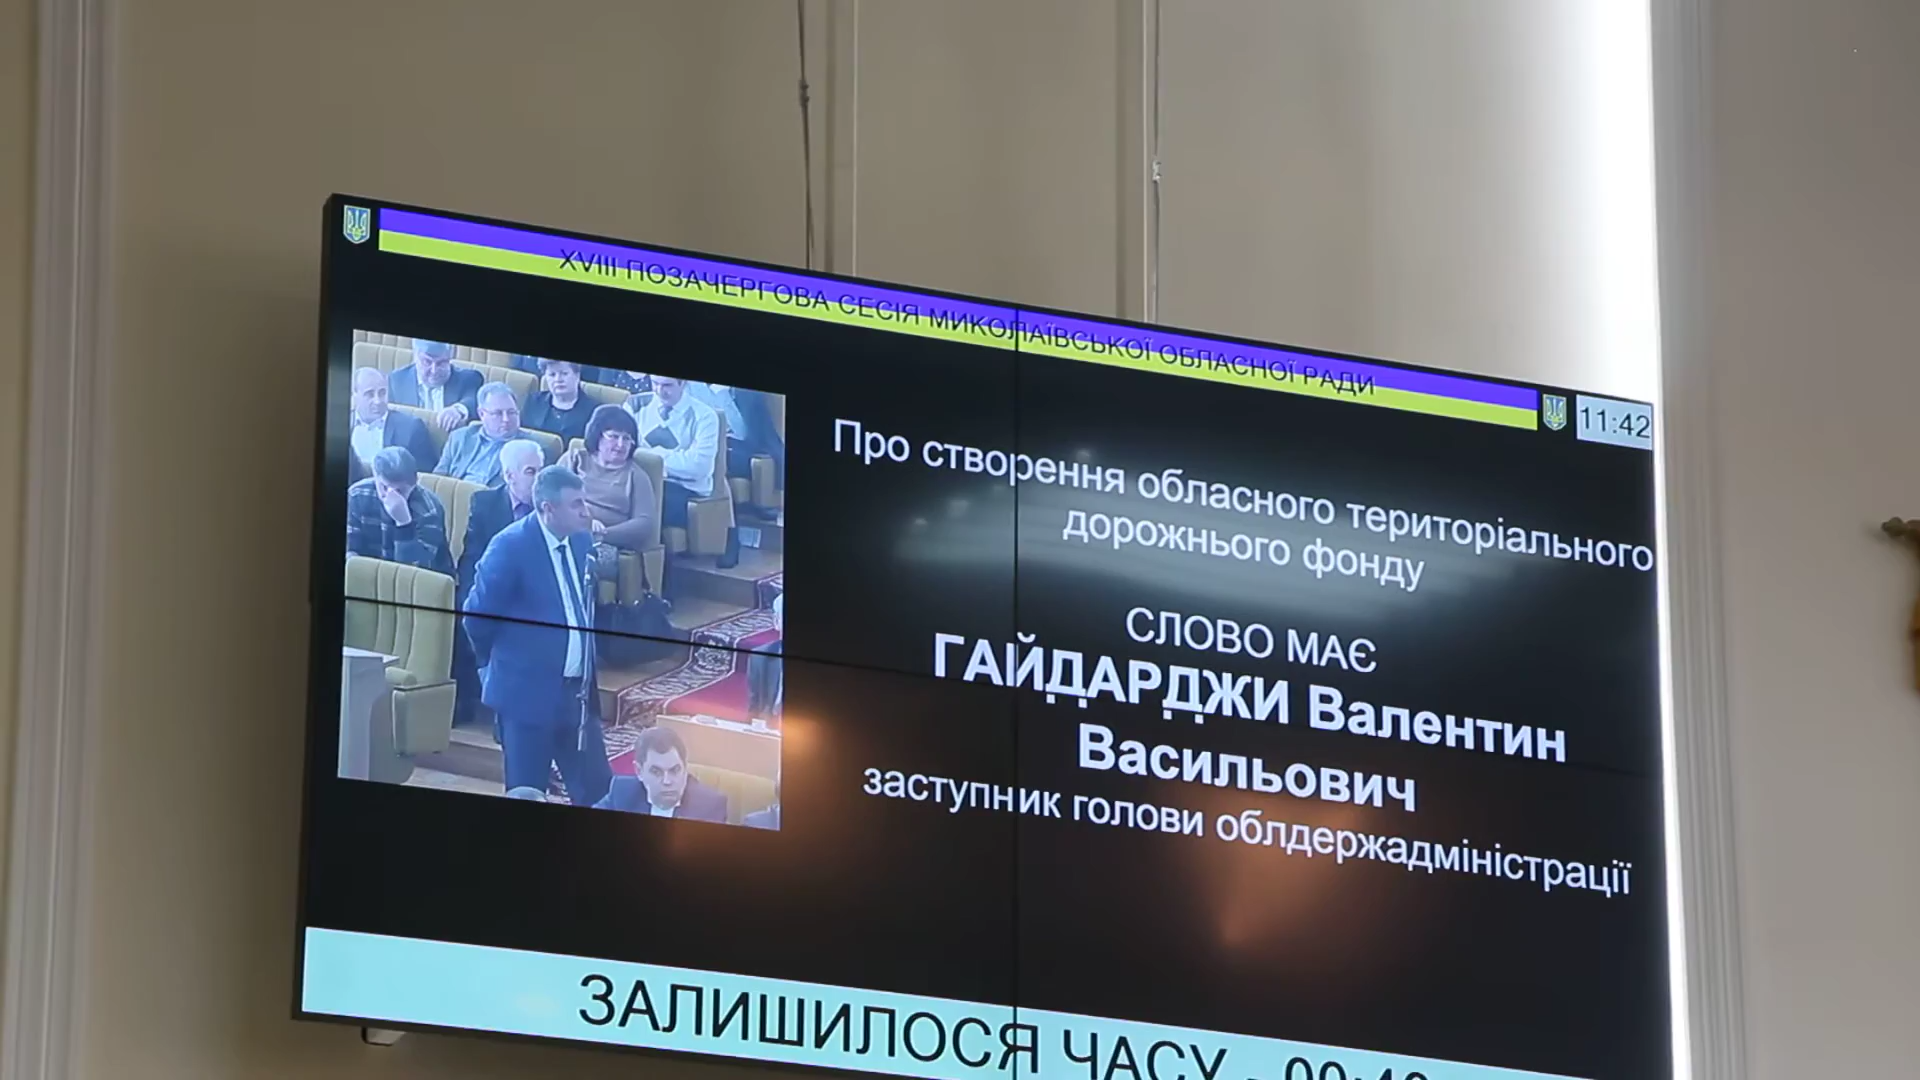 XVIII ПОЗАЧЕРГОВА СЕСІЯ МИКОЛАЇВСЬКОЇ ОБЛАСНОЇ РАДИ
11:42
Про створення обласного територіального
дорожнього фонду
СЛОВО МАЄ
ГАЙДАРДЖИ Валентин
Васильович
заступник голови облдержадміністрації
ЗАЛИШИЛОСЯ ЧАСУ -